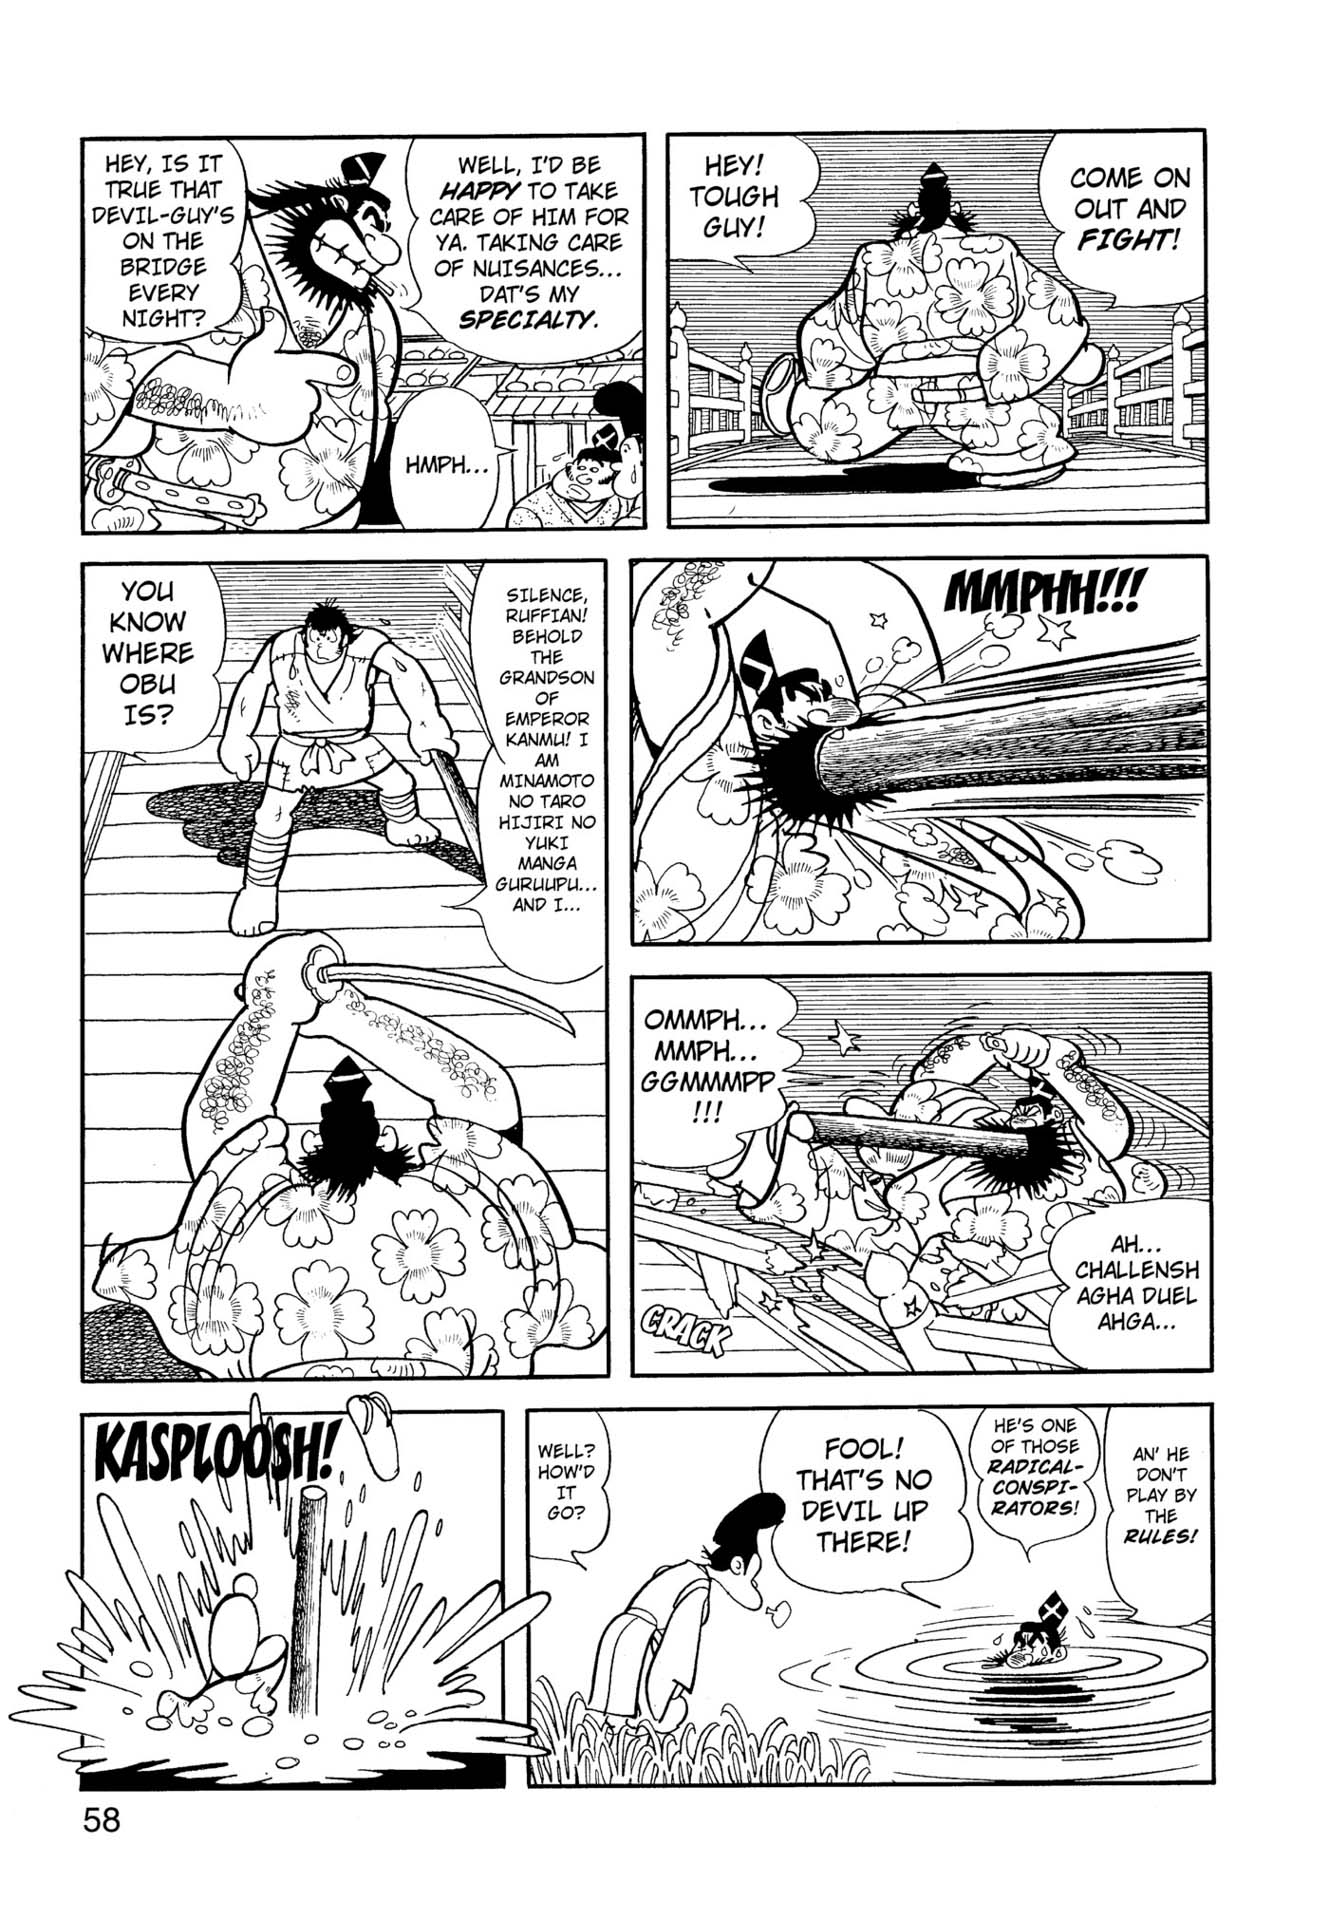 HEY, IS IT
TRUE THAT
DEVIL-GUY'S
ON THE
BRIDGE
EVERY
NIGHT?
WELL, I'D BE
HAPPY TO TAKE
CARE OF HIM FOR
YA. TAKING CARE
OF NUISANCES...
DAT'S MY
SPECIALTY.
HMPH...
HEY!
TOUGH
GUY!
COME ON
OUT AND
FIGHT!
YOU
KNOW
WHERE
OBU
IS?
SILENCE,
RUFFIAN!
BEHOLD
THE
GRANDSON
OF
EMPEROR
KANMU! I
AM
MINAMOTO
NO TARO
HIJIRI NO
YUKI
MANGA
GURUUPU...
AND I...
MMPHH!!!
OMMPH...
MMPH...
GGMMMPP
!!!
AH...
CHALLENSH
AGHA DUEL
AHGA...
CRACK
KASPLOOSH!
WELL?
HOW'D
IT
GO?
FOOL!
THAT'S NO
DEVIL UP
THERE!
HE'S ONE
OF THOSE
RADICAL-
CONSPI-
RATORS!
AN' HE
DON'T
PLAY BY
THE
RULES!
58